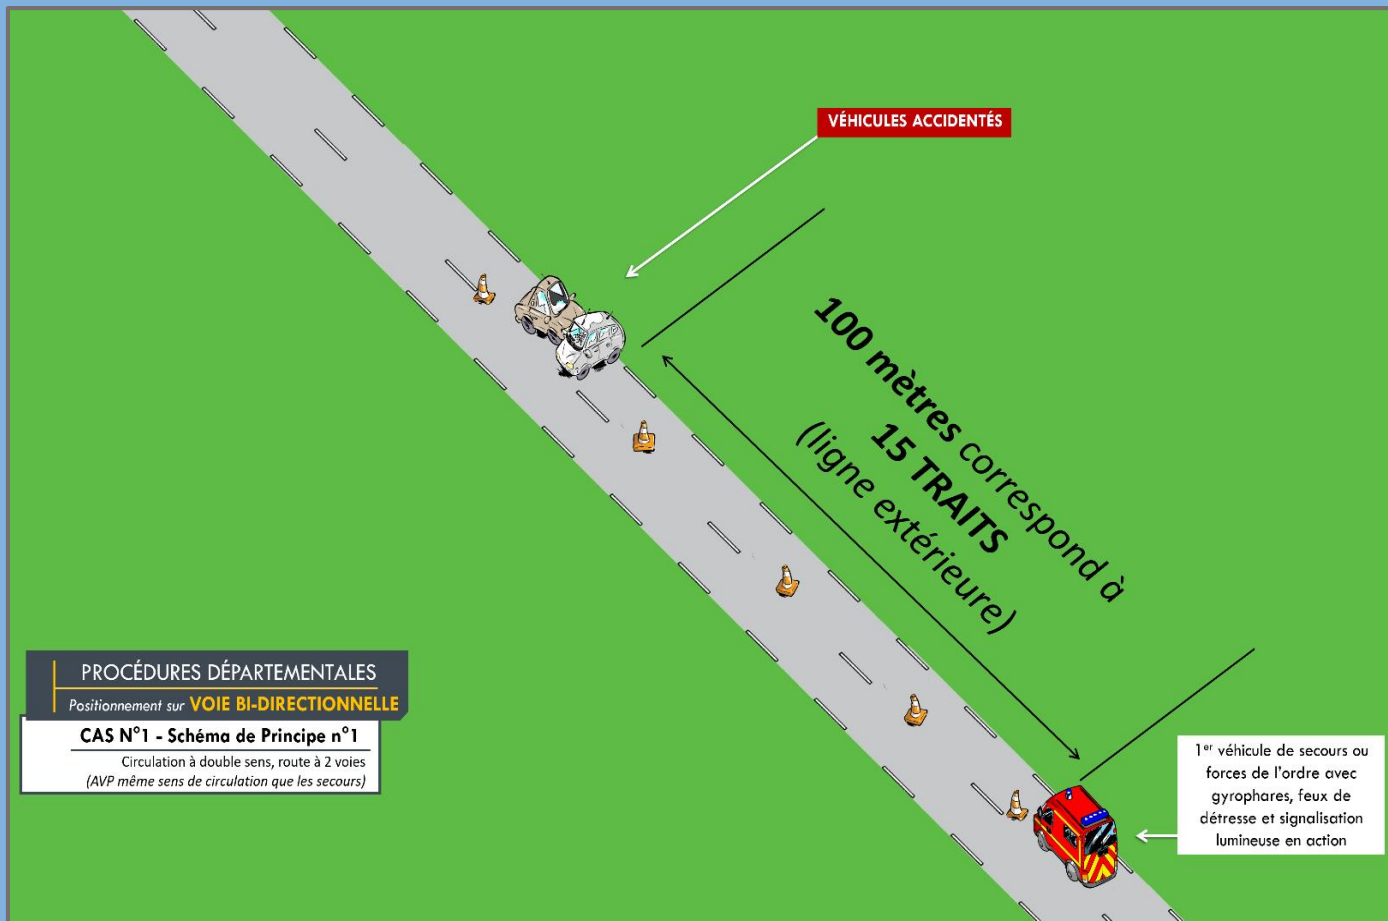 VÉHICULES ACCIDENTÉS
100 mètres correspond à
15 TRAITS
(ligne extérieure)
PROCÉDURES DÉPARTEMENTALES
Positionnement sur VOIE BI-DIRECTIONNELLE
CAS N°1 - Schéma de Principe n°1
Circulation à double sens, route à 2 voies
(AVP même sens de circulation que les secours)
1er véhicule de secours ou
forces de l'ordre avec
gyrophares, feux de
détresse et signalisation
lumineuse en action